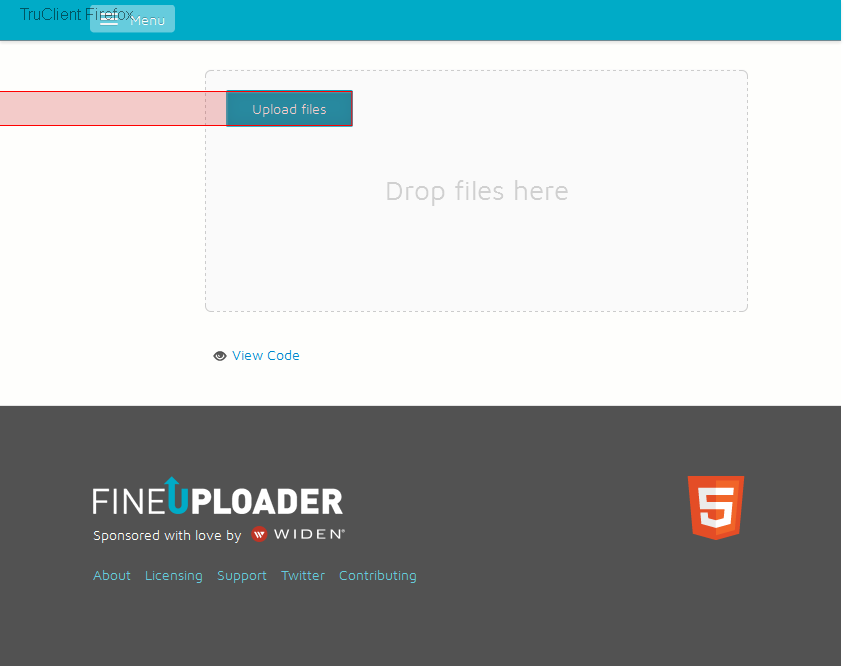 TruClient Firefox
Menu
Upload files
Drop files here
View Code
FINEUPLOADER
Sponsored with love by W WIDEN®
About Licensing Support Twitter Contributing
5